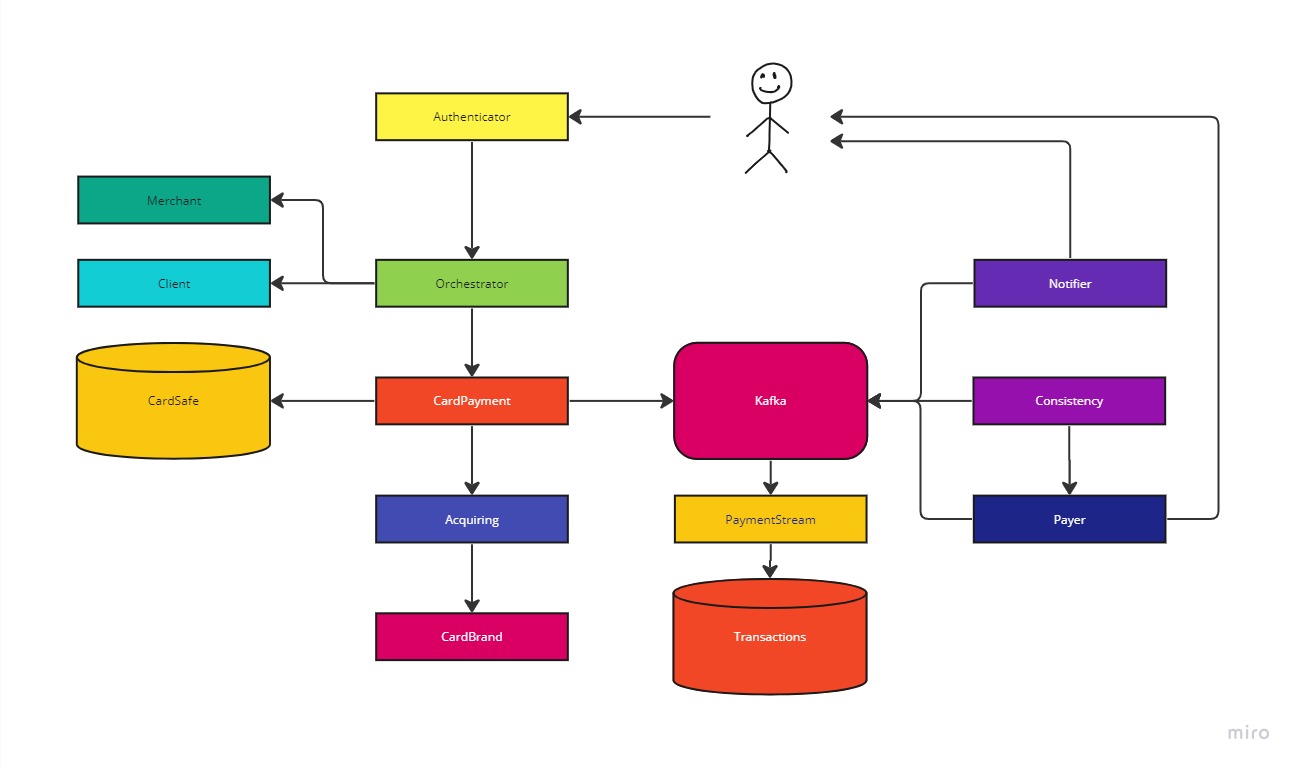 Authenticator
Merchant
Client
Orchestrator
Notifier
CardSafe
CardPayment
Kafka
Consistency
Acquiring
PaymentStream
Payer
CardBrand
Transactions
miro